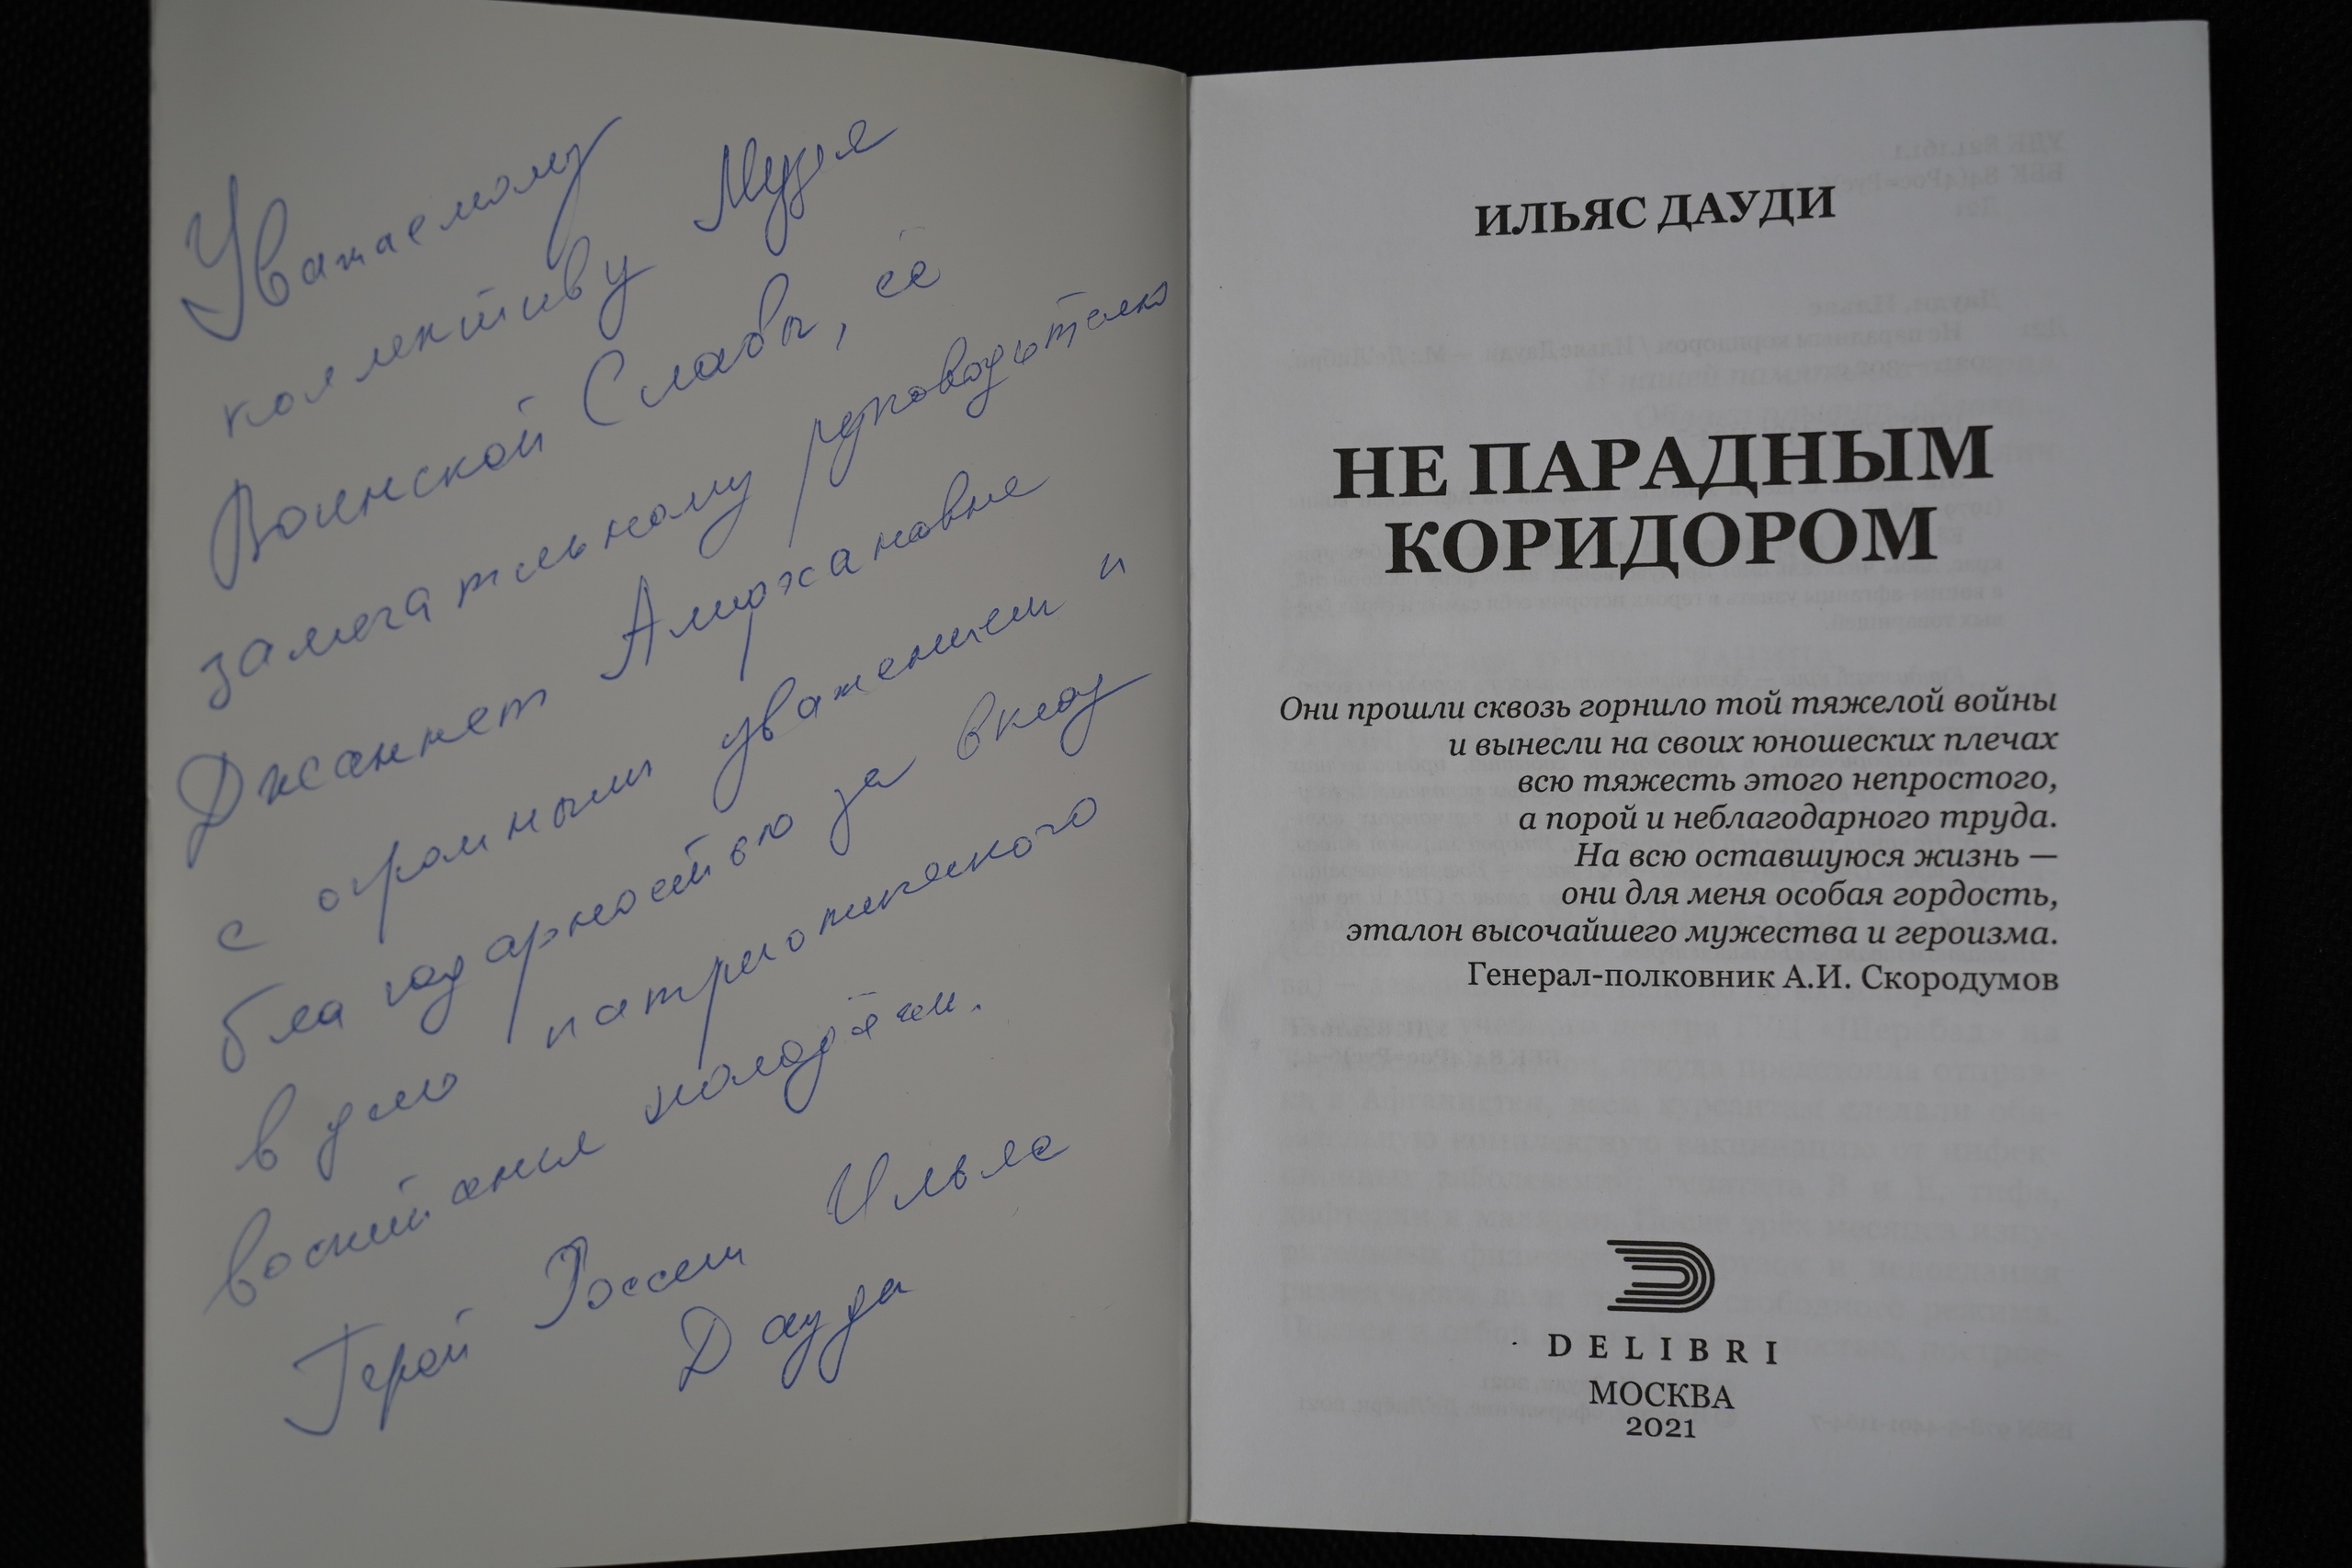 Уважаемому
коллективу Музея
Воинской Славы, её
замечательному руководителю
Джаннет Амиржановне
с огромным уважением и
благодарностью за вклад
в дело патриотического
воспитания молодёжи.
Герой России Ильяс
Дауди
ИЛЬЯС ДАУДИ
НЕ ПАРАДНЫМ
КОРИДОРОМ
Они прошли сквозь горнило той тяжелой войны
и вынесли на своих юношеских плечах
всю тяжесть этого непростого,
а порой и неблагодарного труда.
На всю оставшуюся жизнь —
они для меня особая гордость,
эталон высочайшего мужества и героизма.
Генерал-полковник А.И. Скородумов
DELIBRI
МОСКВА
2021